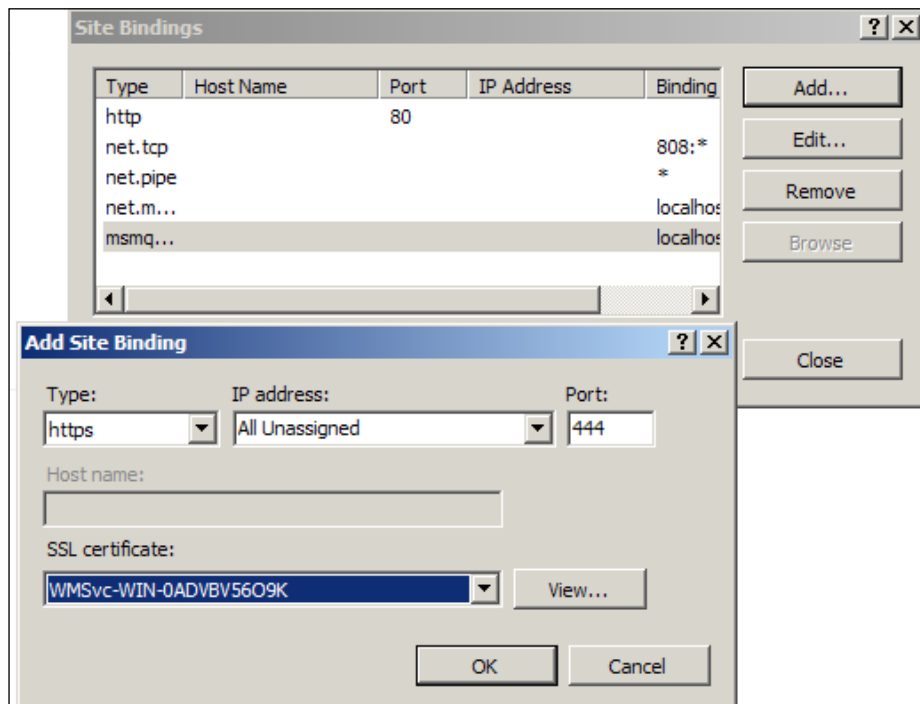 Site Bindings
Type Host Name Port IP Address Binding
http 80
net.tcp 808:*
net.pipe *
net.m... localhos
msmq... localhos
Add...
Edit...
Remove
Browse
Close
Add Site Binding
Type: IP address: Port:
https All Unassigned 444
Host name:
SSL certificate:
WMSvc-WIN-0ADVBV56O9K View...
OK Cancel